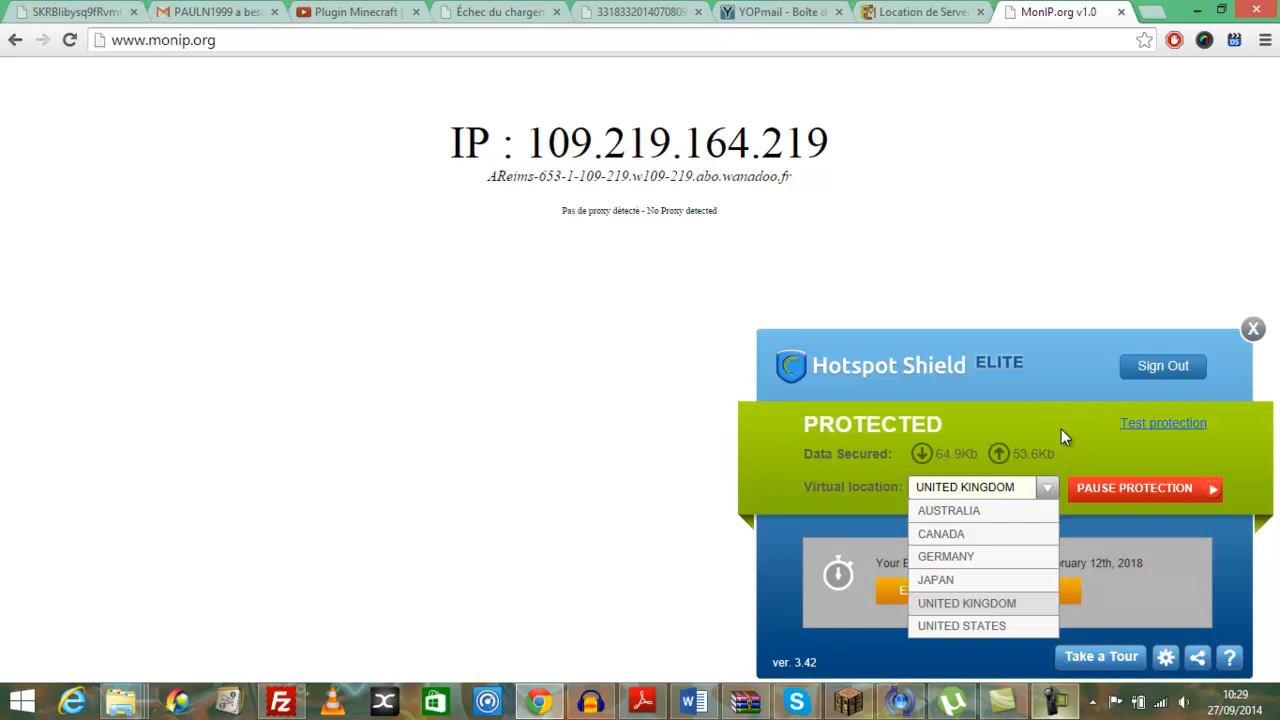 SKRBlibysq9fRvm
PAULN1999 a bes
Plugin Minecraft |
Échec du chargem
3318332014070809
YOPmail - Boîte d
Location de Server
MonIP.org v1.0
www.monip.org
IP : 109.219.164.219
AReims-653-1-109-219.w109-219.abo.wanadoo.fr
Pas de proxy détecté - No Proxy detected
X
Hotspot Shield ELITE
Sign Out
PROTECTED
Test protection
Data Secured: 64.9Kb 53.6Kb
Virtual location: UNITED KINGDOM
PAUSE PROTECTION
AUSTRALIA
CANADA
GERMANY
JAPAN
UNITED KINGDOM
UNITED STATES
Your E
ruary 12th, 2018
E
Take a Tour
?
ver. 3.42
10:29
27/09/2014